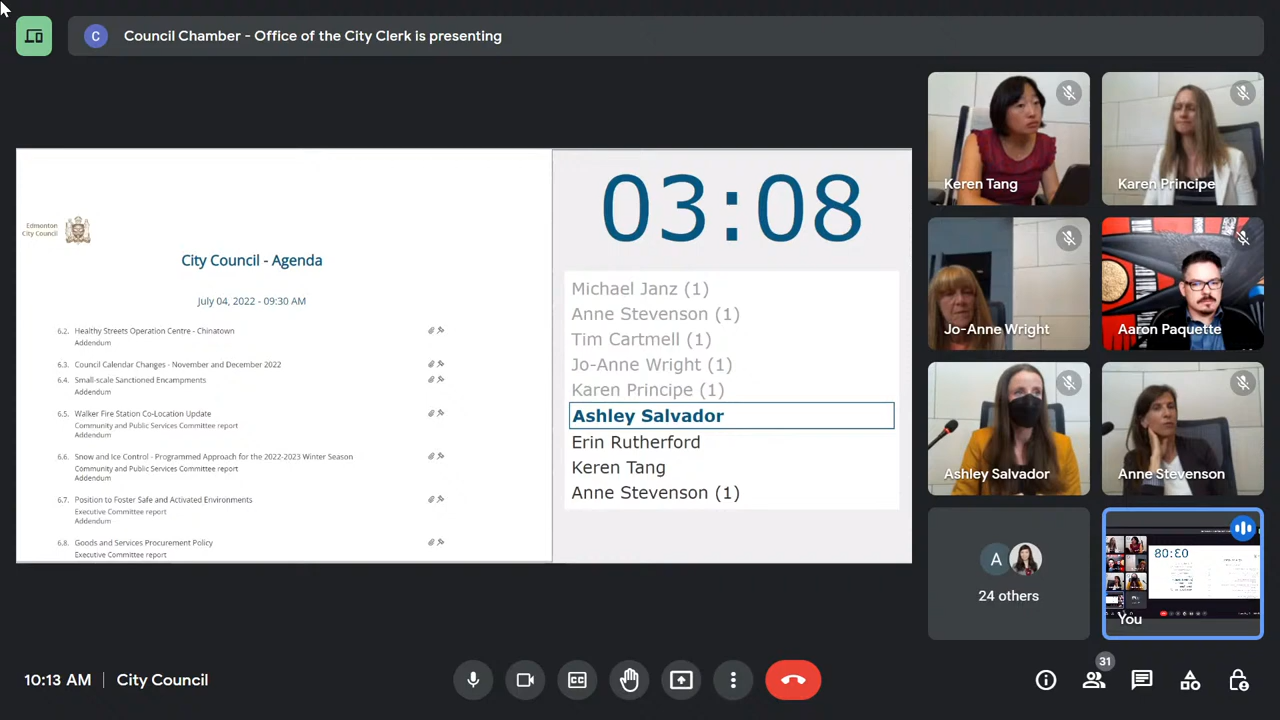 C Council Chamber - Office of the City Clerk is presenting
Edmonton
City Council
City Council - Agenda
July 04, 2022 - 09:30 AM
6.2. Healthy Streets Operation Centre - Chinatown
Addendum
6.3. Council Calendar Changes - November and December 2022
6.4. Small-scale Sanctioned Encampments
Addendum
6.5. Walker Fire Station Co-Location Update
Community and Public Services Committee report
Addendum
6.6. Snow and Ice Control - Programmed Approach for the 2022-2023 Winter Season
Community and Public Services Committee report
Addendum
6.7. Position to Foster Safe and Activated Environments
Executive Committee report
Addendum
6.8. Goods and Services Procurement Policy
Executive Committee report
03:08
Michael Janz (1)
Anne Stevenson (1)
Tim Cartmell (1)
Jo-Anne Wright (1)
Karen Principe (1)
Ashley Salvador
Erin Rutherford
Keren Tang
Anne Stevenson (1)
Keren Tang
Karen Principe
Jo-Anne Wright
Aaron Paquette
Ashley Salvador
Anne Stevenson
A
24 others
03:08
You
10:13 AM | City Council
31